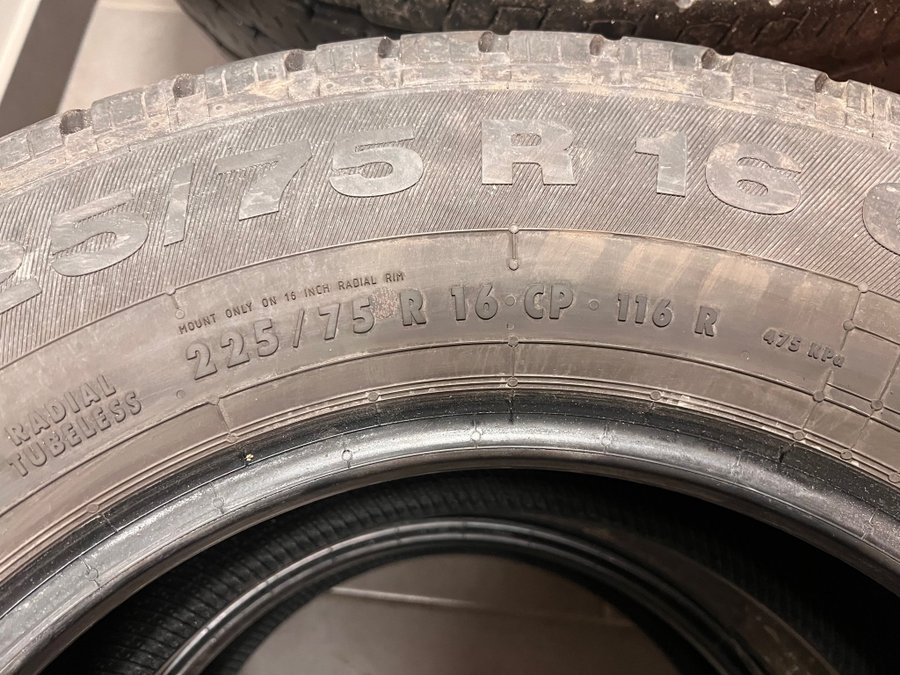 25/75 R 16
MOUNT ONLY ON 16 INCH RADIAL RIM
225/75 R 16·CP·116 R
475 KPa
RADIAL
TUBELESS